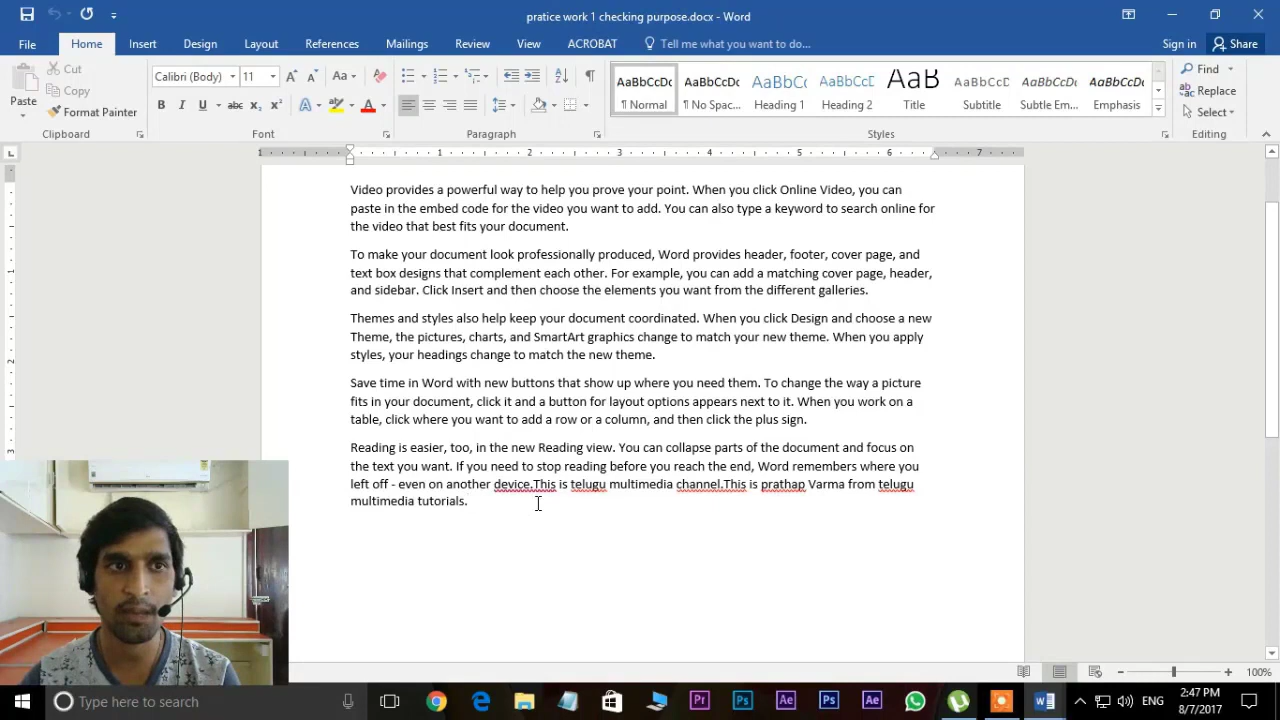 pratice work 1 checking purpose.docx - Word
File Home Insert Design Layout References Mailings Review View ACROBAT Tell me what you want to do... Sign in Share
Paste
Cut
Copy
Format Painter
Clipboard
Calibri (Body) 11
Font
Paragraph
AaBbCcDc AaBbCcDc AaBbC AaBbCcD AaB AaBbCcD AaBbCcDc AaBbCcDc
¶ Normal ¶ No Spac... Heading 1 Heading 2 Title Subtitle Subtle Em... Emphasis
Styles
Find
Replace
Select
Editing
1 1 2 3 4 5 6 7
Video provides a powerful way to help you prove your point. When you click Online Video, you can
paste in the embed code for the video you want to add. You can also type a keyword to search online for
the video that best fits your document.
To make your document look professionally produced, Word provides header, footer, cover page, and
text box designs that complement each other. For example, you can add a matching cover page, header,
and sidebar. Click Insert and then choose the elements you want from the different galleries.
Themes and styles also help keep your document coordinated. When you click Design and choose a new
Theme, the pictures, charts, and SmartArt graphics change to match your new theme. When you apply
styles, your headings change to match the new theme.
Save time in Word with new buttons that show up where you need them. To change the way a picture
fits in your document, click it and a button for layout options appears next to it. When you work on a
table, click where you want to add a row or a column, and then click the plus sign.
Reading is easier, too, in the new Reading view. You can collapse parts of the document and focus on
the text you want. If you need to stop reading before you reach the end, Word remembers where you
left off - even on another device.This is telugu multimedia channel.This is prathap Varma from telugu
multimedia tutorials.
100%
Type here to search
ENG
2:47 PM
8/7/2017